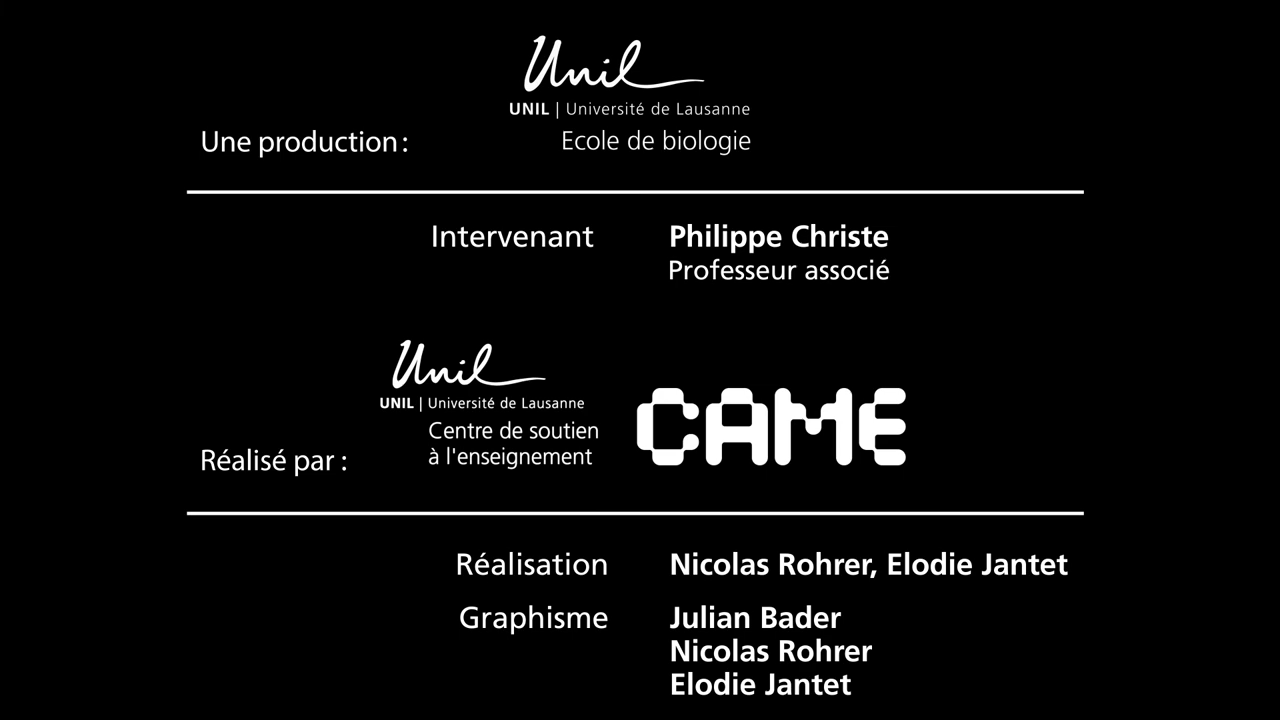 Unil
UNIL | Université de Lausanne
Une production :
Ecole de biologie
Intervenant
Philippe Christe
Professeur associé
Unil
UNIL | Université de Lausanne
Centre de soutien
à l'enseignement
CAME
Réalisé par :
Réalisation
Nicolas Rohrer, Elodie Jantet
Graphisme
Julian Bader
Nicolas Rohrer
Elodie Jantet